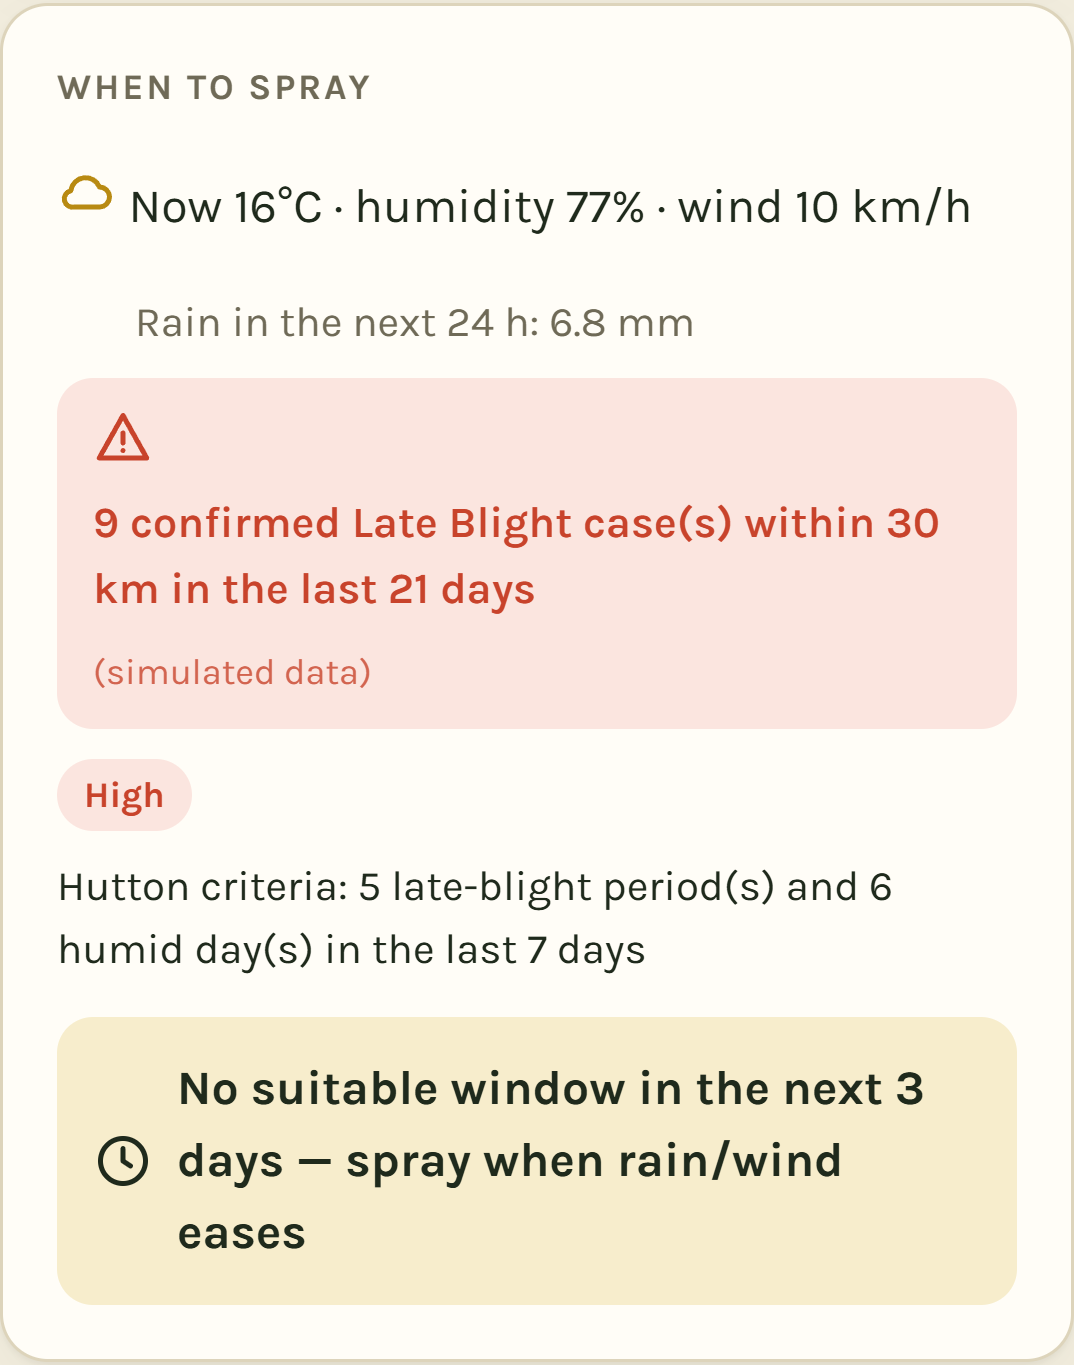 WHEN TO SPRAY
Now 16°C · humidity 77% · wind 10 km/h
Rain in the next 24 h: 6.8 mm
9 confirmed Late Blight case(s) within 30
km in the last 21 days
(simulated data)
High
Hutton criteria: 5 late-blight period(s) and 6
humid day(s) in the last 7 days
No suitable window in the next 3
days — spray when rain/wind
eases